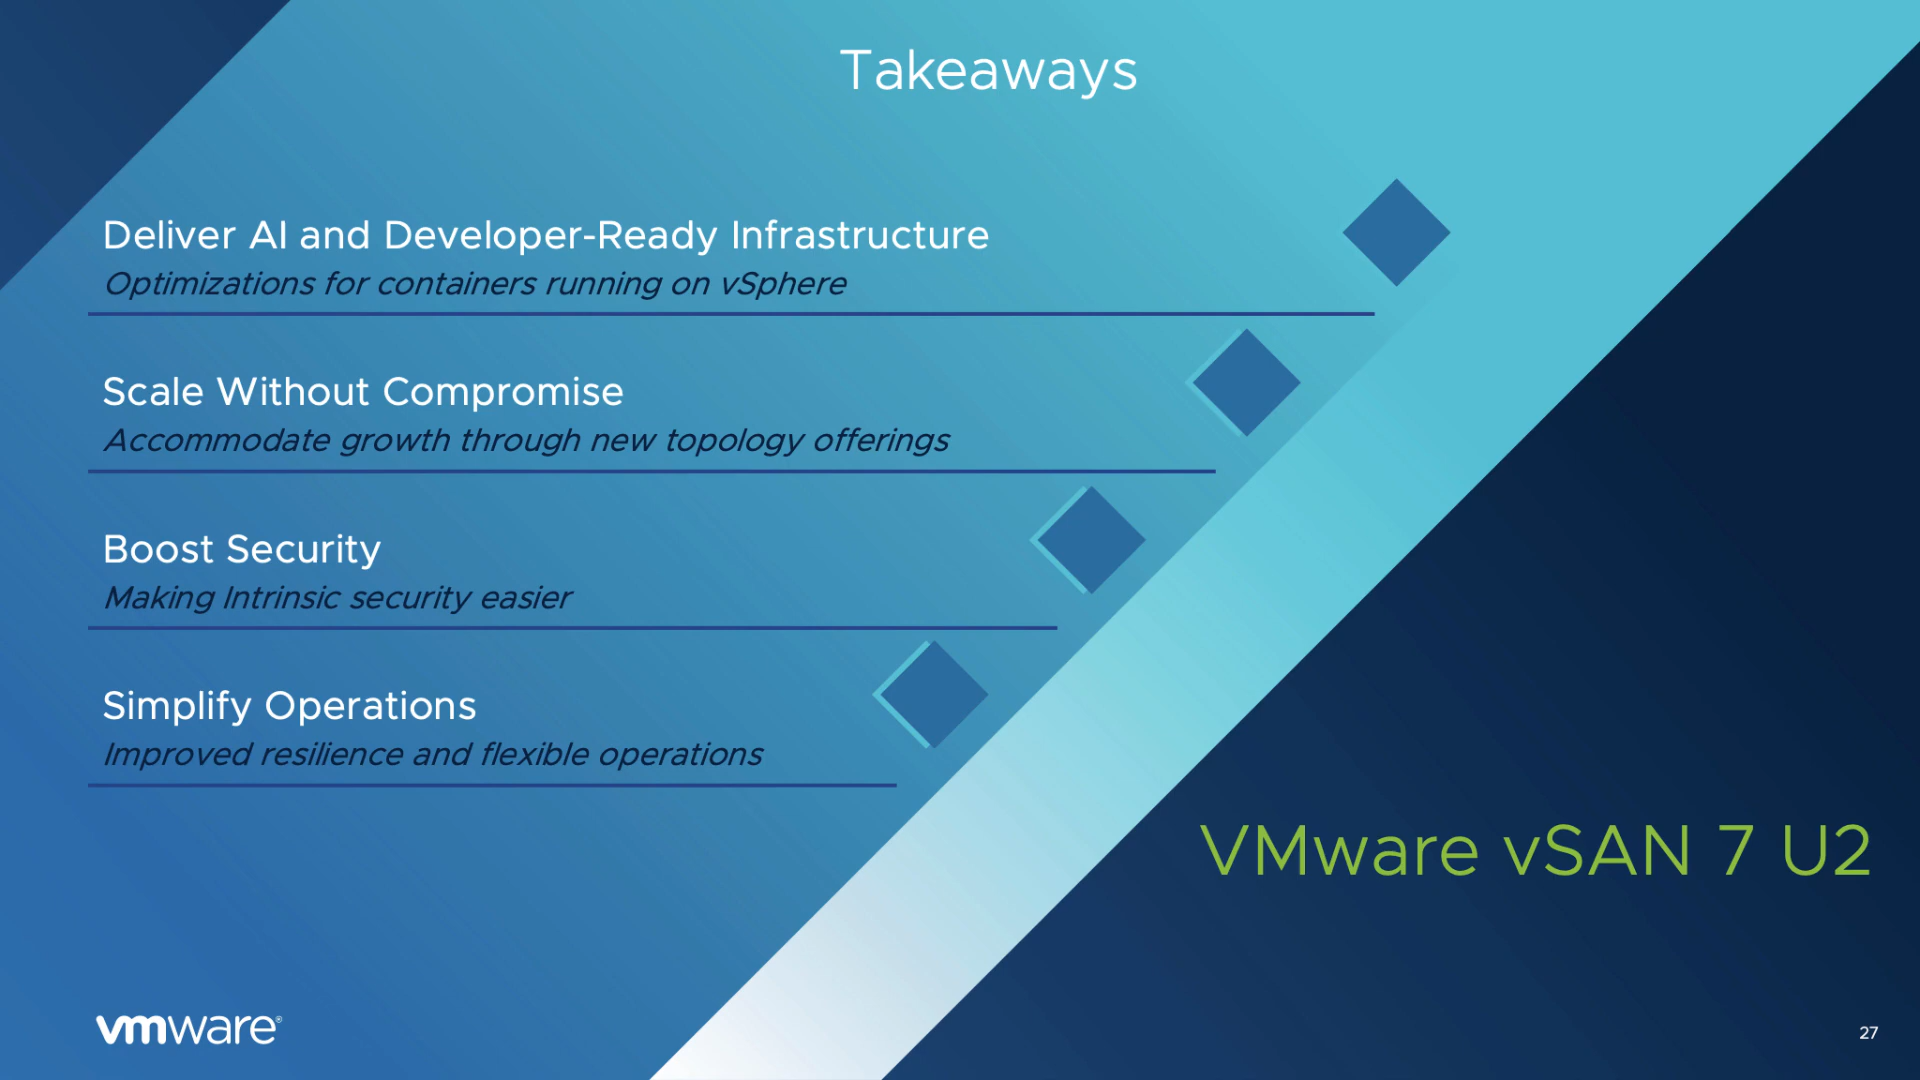 Takeaways
Deliver AI and Developer-Ready Infrastructure
Optimizations for containers running on vSphere
Scale Without Compromise
Accommodate growth through new topology offerings
Boost Security
Making Intrinsic security easier
Simplify Operations
Improved resilience and flexible operations
VMware vSAN 7 U2
vmware®
27